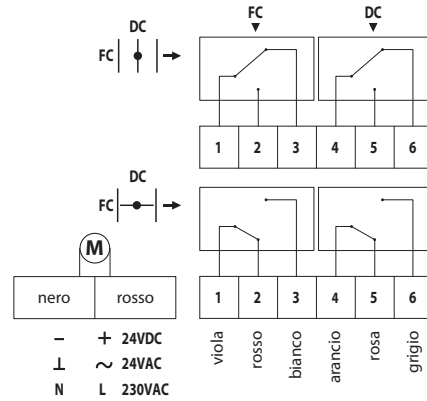 FC DC
DC
FC
1 2 3 4 5 6
DC
FC
M
nero rosso
1 2 3 4 5 6
− + 24VDC
⊥ ~ 24VAC
N L 230VAC
viola
rosso
bianco
arancio
rosa
grigio